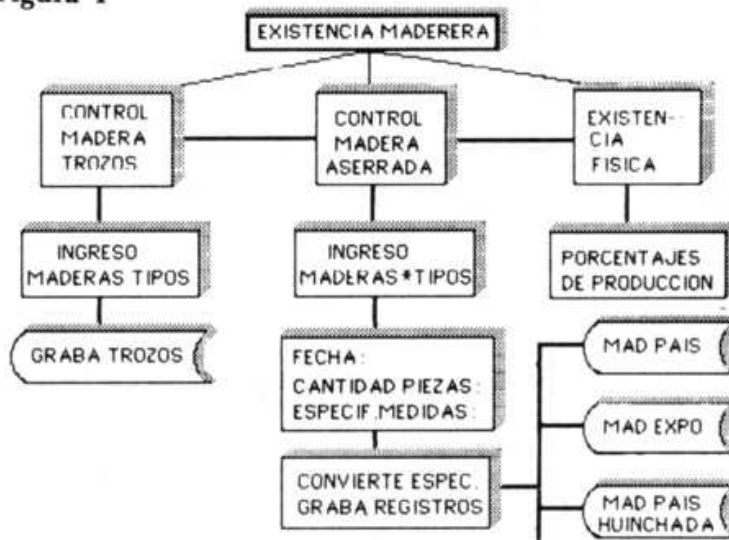 Figura 1
EXISTENCIA MADERERA
CONTROL
MADERA
TROZOS
CONTROL
MADERA
ASERRADA
EXISTEN-
CIA
FISICA
INGRESO
MADERAS TIPOS
INGRESO
MADERAS*TIPOS
PORCENTAJES
DE PRODUCCION
GRABA TROZOS
FECHA:
CANTIDAD PIEZAS:
ESPECIF.MEDIDAS:
MAD PAIS
MAD EXPO
CONVIERTE ESPEC.
GRABA REGISTROS
MAD PAIS
HUINCHADA